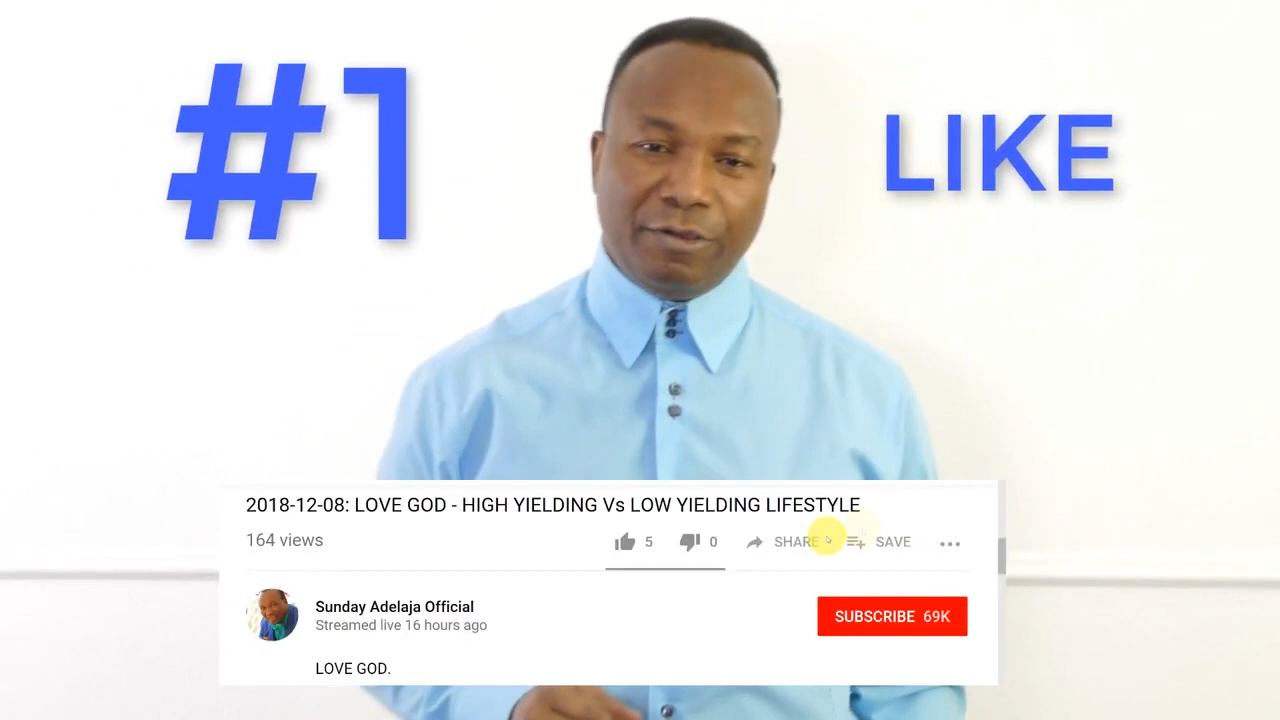 #1
LIKE
2018-12-08: LOVE GOD - HIGH YIELDING Vs LOW YIELDING LIFESTYLE
164 views
5 0 SHARE SAVE
Sunday Adelaja Official
Streamed live 16 hours ago
SUBSCRIBE 69K
LOVE GOD.